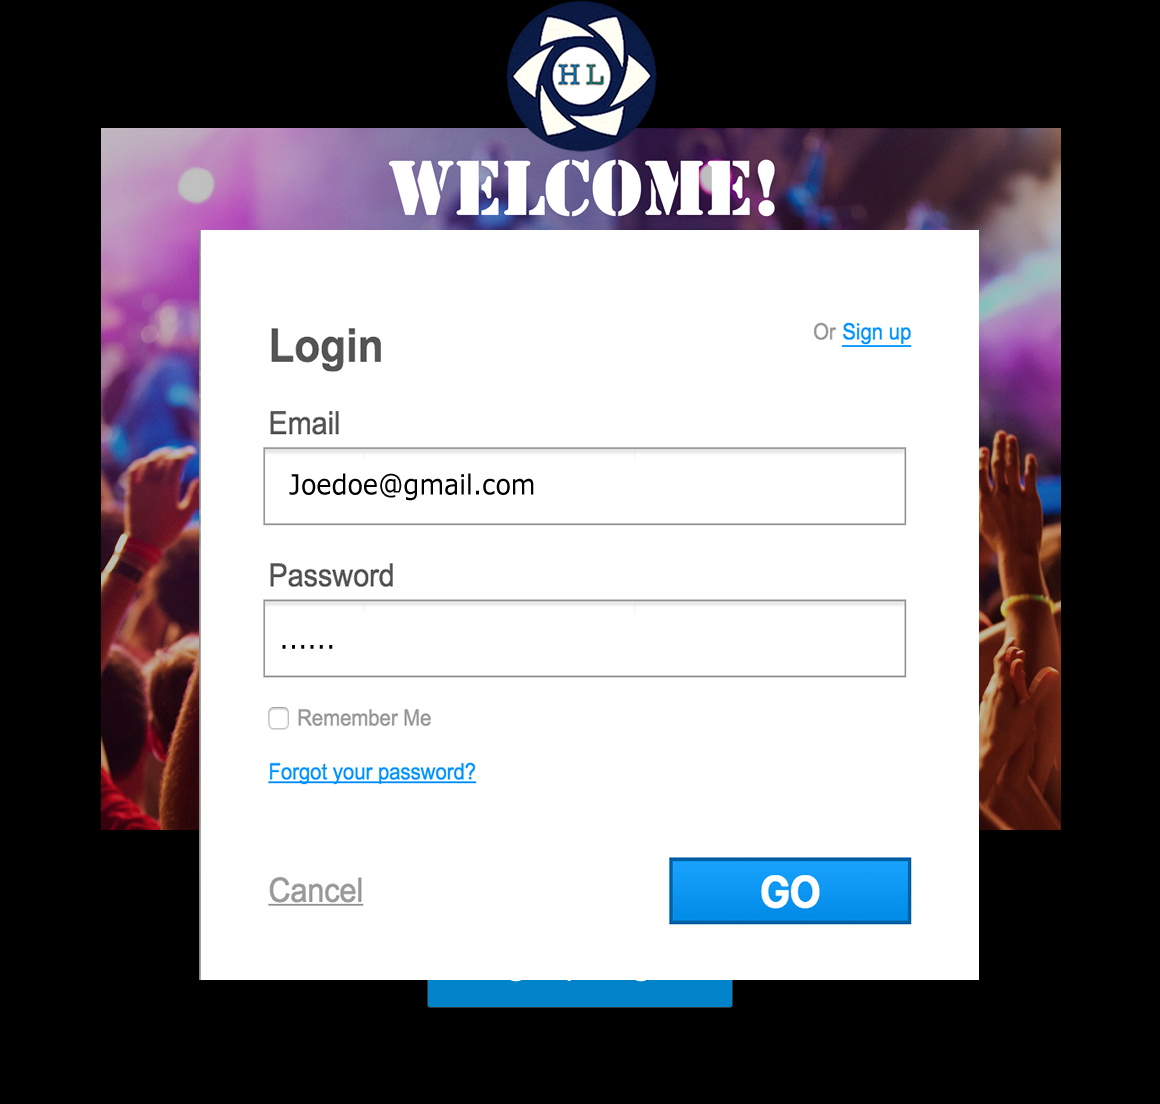 HL
WELCOME!
Login
Or Sign up
Email
Joedoe@gmail.com
Password
......
Remember Me
Forgot your password?
Cancel
GO